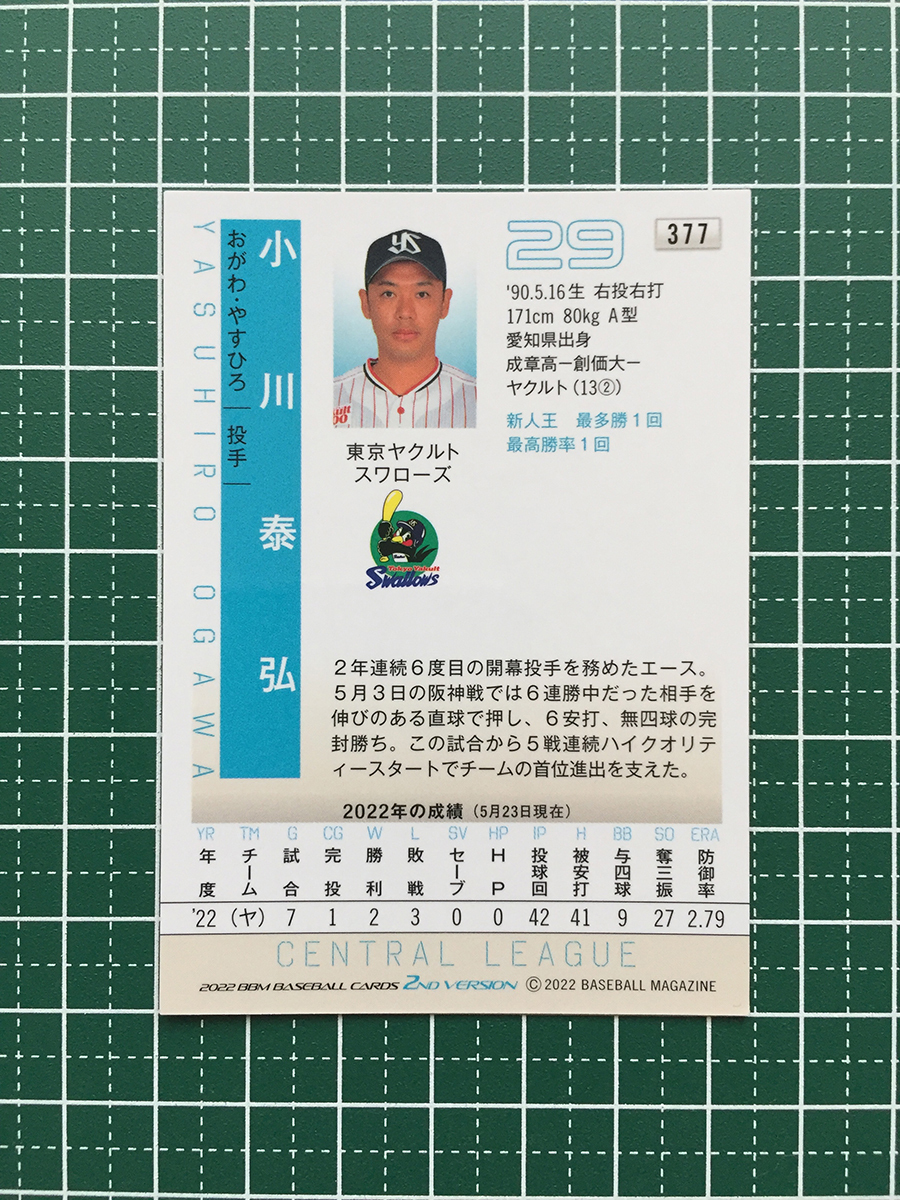 YASUHIRO OGAWA
小川泰弘
おがわ・やすひろ 投手
29
377
'90.5.16生 右投右打
171cm 80kg A型
愛知県出身
成章高ー創価大ー
ヤクルト(13②)
新人王 最多勝1回
最高勝率1回
東京ヤクルト
スワローズ
Tokyo Yakult
Swallows
2年連続6度目の開幕投手を務めたエース。
5月3日の阪神戦では6連勝中だった相手を
伸びのある直球で押し、6安打、無四球の完
封勝ち。この試合から5戦連続ハイクオリテ
ィースタートでチームの首位進出を支えた。
2022年の成績(5月23日現在)
YR TM G CG W L SV HP IP H BB SO ERA
年度 チーム 試合 完投 勝利 敗戦 セーブ HP 投球回 被安打 与四球 奪三振 防御率
'22 (ヤ) 7 1 2 3 0 0 42 41 9 27 2.79
CENTRAL LEAGUE
2022 BBM BASEBALL CARDS 2ND VERSION ©2022 BASEBALL MAGAZINE